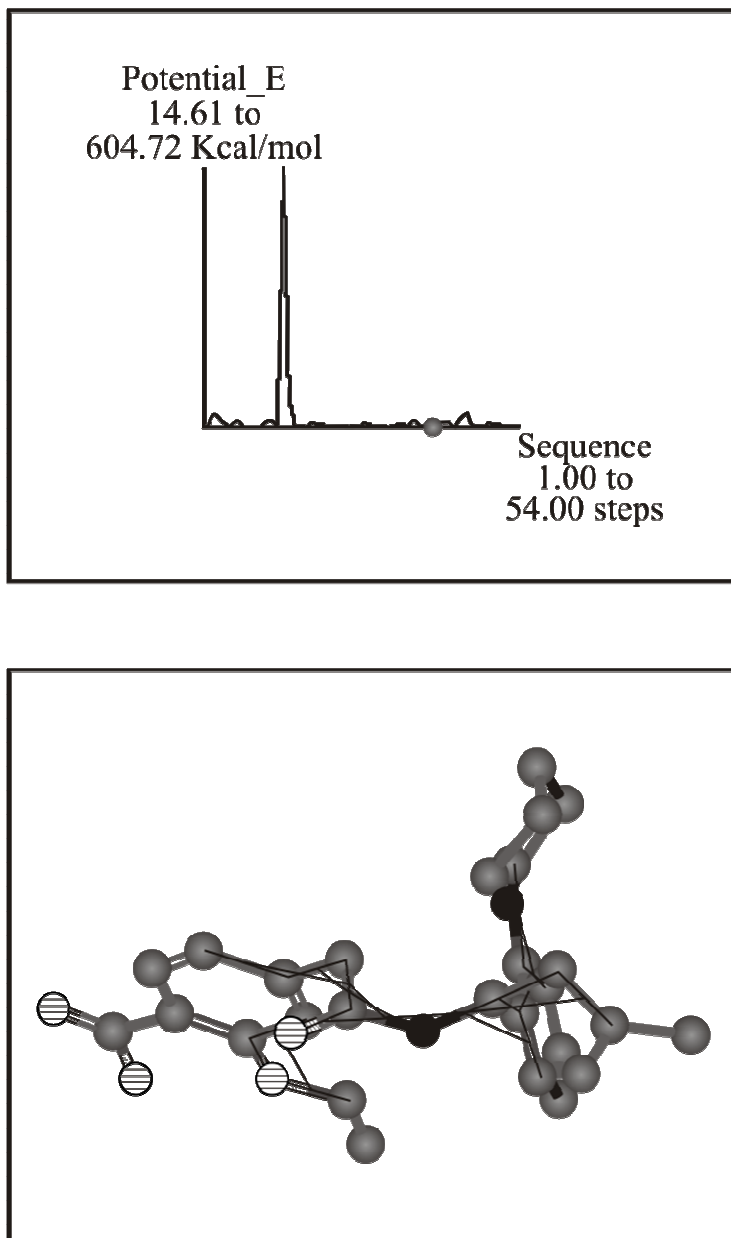 Potential_E
14.61 to
604.72 Kcal/mol
Sequence
1.00 to
54.00 steps